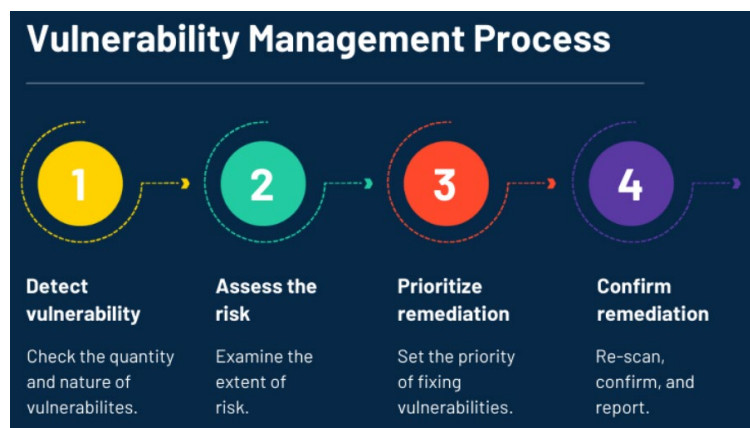 Vulnerability Management Process
1
2
3
4
Detect
vulnerability
Assess the
risk
Prioritize
remediation
Confirm
remediation
Check the quantity
and nature of
vulnerabilites.
Examine the
extent of
risk.
Set the priority
of fixing
vulnerabilities.
Re-scan,
confirm, and
report.